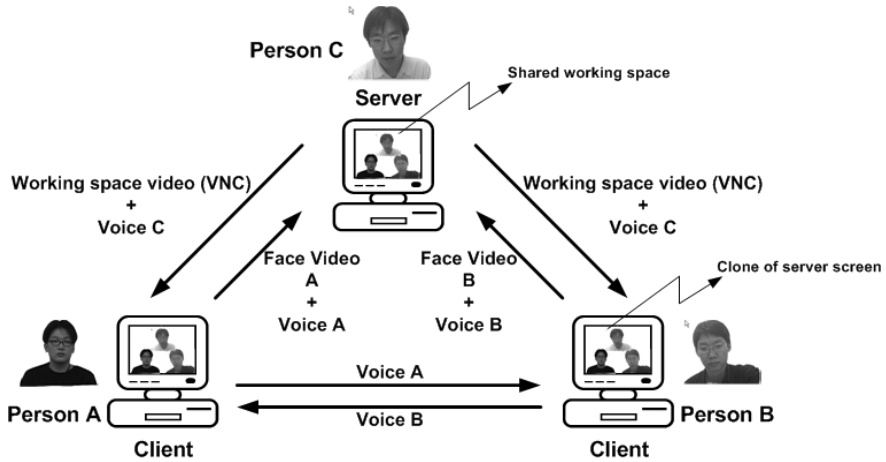 Person C
Shared working space
Server
Working space video (VNC)
+
Voice C
Working space video (VNC)
+
Voice C
Face Video
A
+
Voice A
Face Video
B
+
Voice B
Clone of server screen
Voice A
Person A
Voice B
Person B
Client
Client